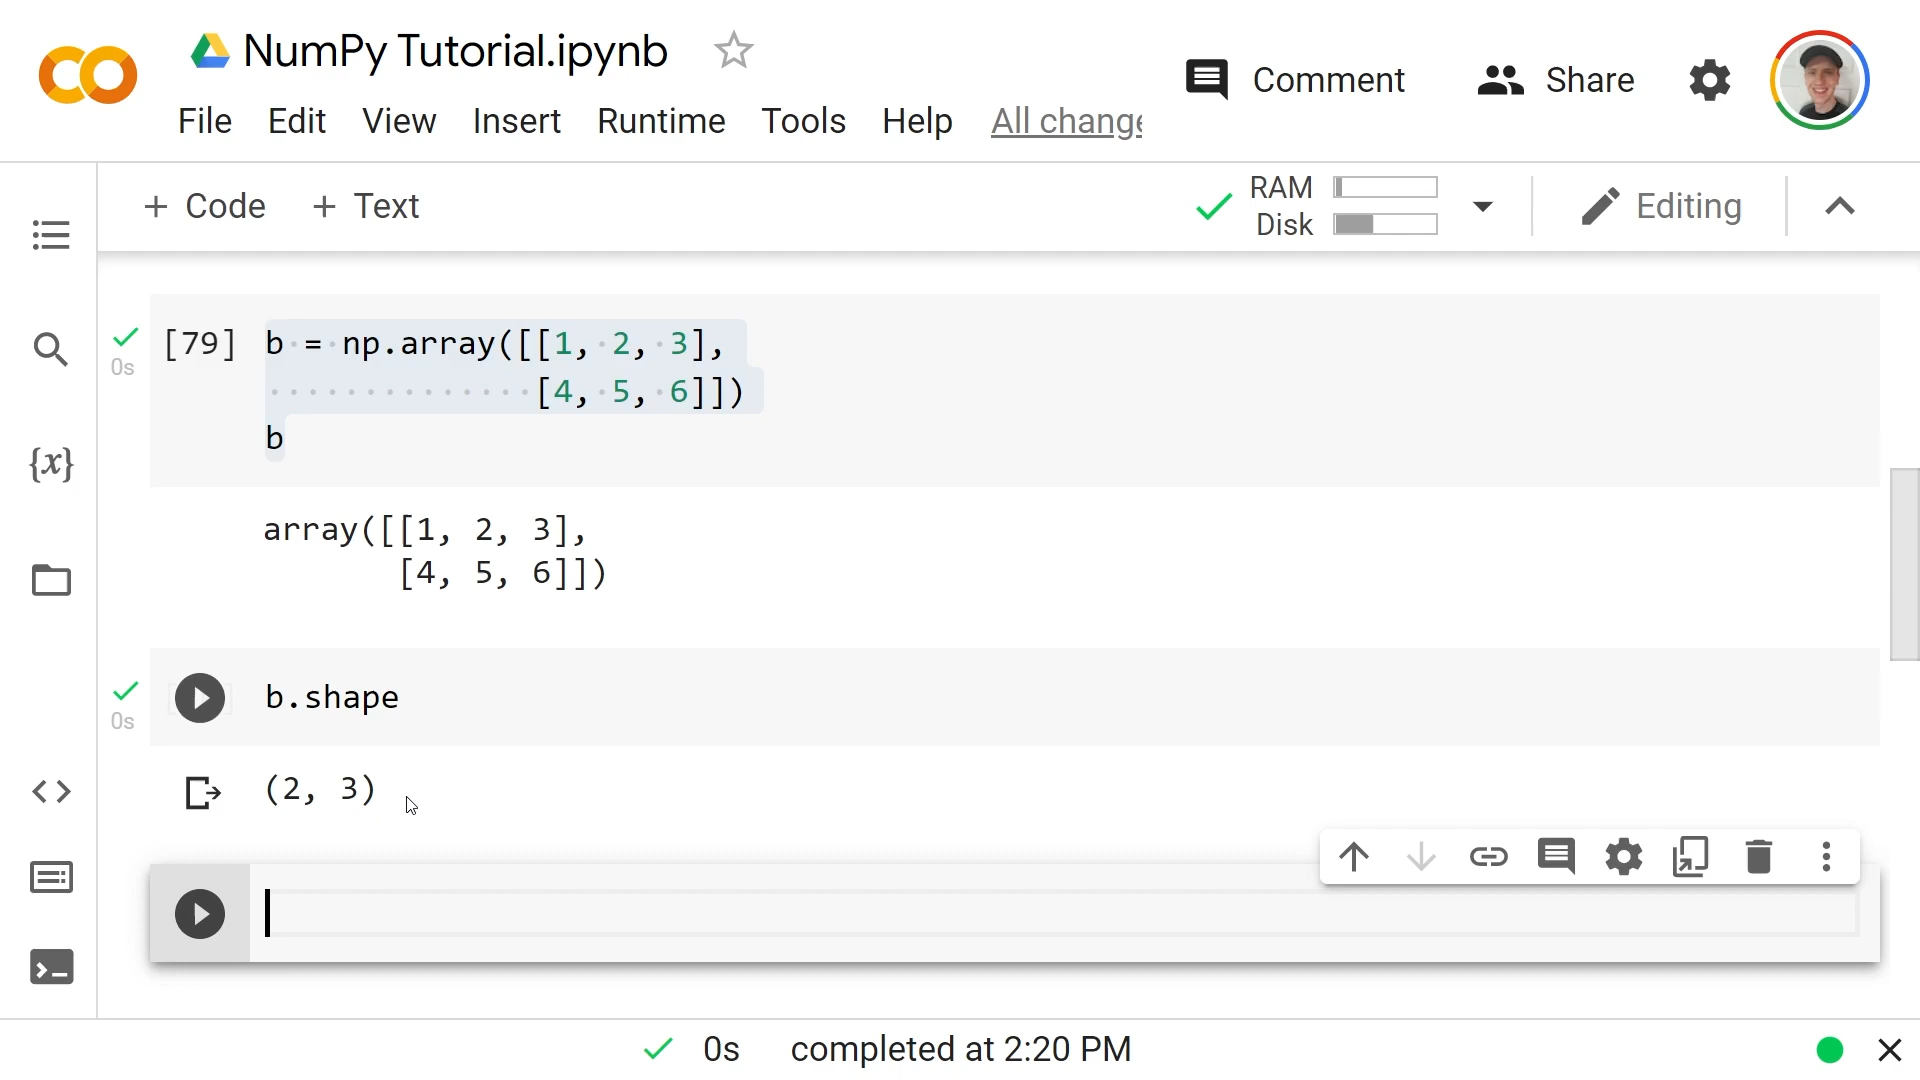 NumPy Tutorial.ipynb
Comment
Share
File Edit View Insert Runtime Tools Help All change
+ Code + Text
RAM
Disk
Editing
0s
[79] b = np.array([[1, 2, 3],
[4, 5, 6]])
b
array([[1, 2, 3],
[4, 5, 6]])
{x}
0s
b.shape
(2, 3)
0s completed at 2:20 PM